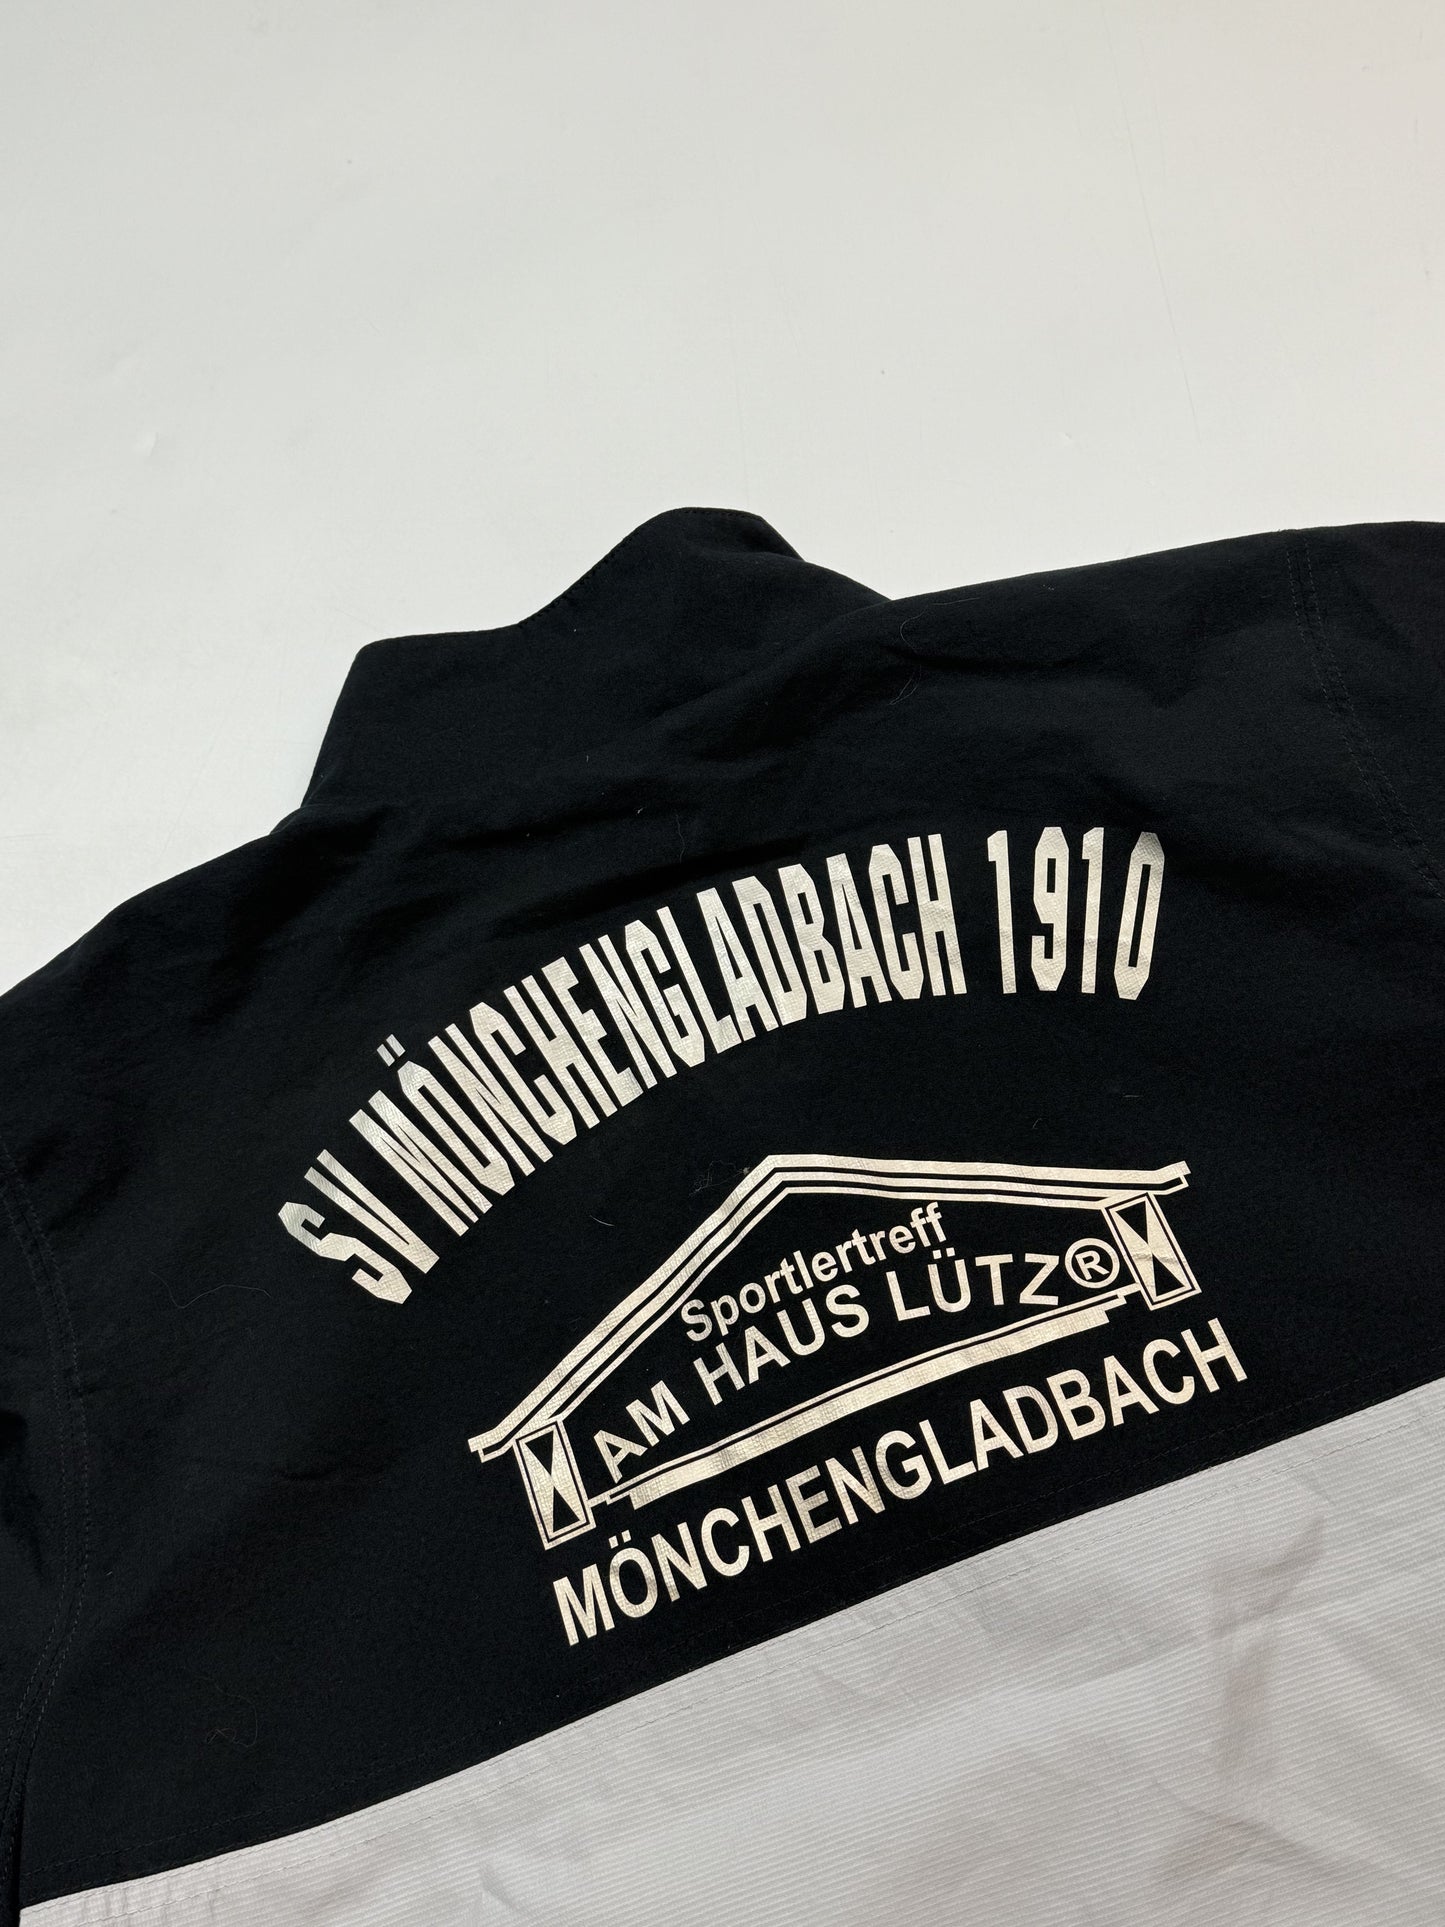 SV MÖNCHENGLADBACH 1910
Sportlertreff
AM HAUS LÜTZ®
MÖNCHENGLADBACH